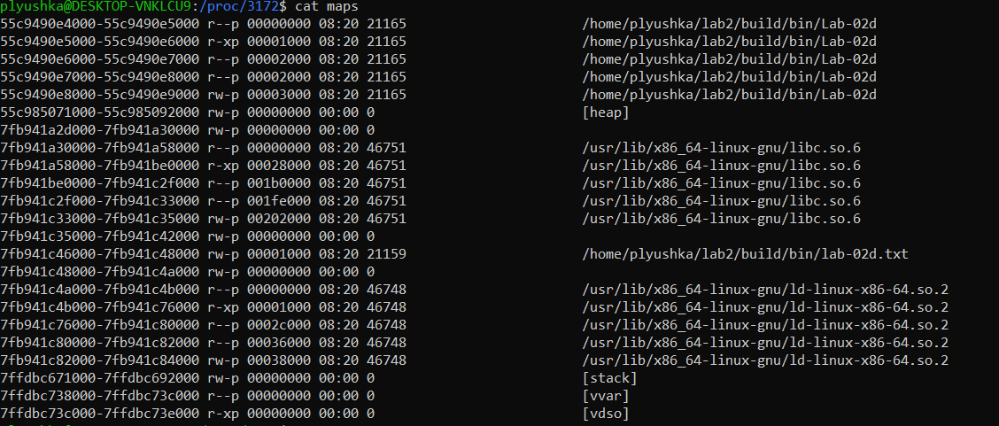 plyushka@DESKTOP-VNKLCU9:/proc/3172$ cat maps
55c9490e4000-55c9490e5000 r--p 00000000 08:20 21165 /home/plyushka/lab2/build/bin/Lab-02d
55c9490e5000-55c9490e6000 r-xp 00001000 08:20 21165 /home/plyushka/lab2/build/bin/Lab-02d
55c9490e6000-55c9490e7000 r--p 00002000 08:20 21165 /home/plyushka/lab2/build/bin/Lab-02d
55c9490e7000-55c9490e8000 r--p 00002000 08:20 21165 /home/plyushka/lab2/build/bin/Lab-02d
55c9490e8000-55c9490e9000 rw-p 00003000 08:20 21165 /home/plyushka/lab2/build/bin/Lab-02d
55c985071000-55c985092000 rw-p 00000000 00:00 0 [heap]
7fb941a2d000-7fb941a30000 rw-p 00000000 00:00 0
7fb941a30000-7fb941a58000 r--p 00000000 08:20 46751 /usr/lib/x86_64-linux-gnu/libc.so.6
7fb941a58000-7fb941be0000 r-xp 00028000 08:20 46751 /usr/lib/x86_64-linux-gnu/libc.so.6
7fb941be0000-7fb941c2f000 r--p 001b0000 08:20 46751 /usr/lib/x86_64-linux-gnu/libc.so.6
7fb941c2f000-7fb941c33000 r--p 001fe000 08:20 46751 /usr/lib/x86_64-linux-gnu/libc.so.6
7fb941c33000-7fb941c35000 rw-p 00202000 08:20 46751 /usr/lib/x86_64-linux-gnu/libc.so.6
7fb941c35000-7fb941c42000 rw-p 00000000 00:00 0
7fb941c46000-7fb941c48000 rw-p 00001000 08:20 21159 /home/plyushka/lab2/build/bin/lab-02d.txt
7fb941c48000-7fb941c4a000 rw-p 00000000 00:00 0
7fb941c4a000-7fb941c4b000 r--p 00000000 08:20 46748 /usr/lib/x86_64-linux-gnu/ld-linux-x86-64.so.2
7fb941c4b000-7fb941c76000 r-xp 00001000 08:20 46748 /usr/lib/x86_64-linux-gnu/ld-linux-x86-64.so.2
7fb941c76000-7fb941c80000 r--p 0002c000 08:20 46748 /usr/lib/x86_64-linux-gnu/ld-linux-x86-64.so.2
7fb941c80000-7fb941c82000 r--p 00036000 08:20 46748 /usr/lib/x86_64-linux-gnu/ld-linux-x86-64.so.2
7fb941c82000-7fb941c84000 rw-p 00038000 08:20 46748 /usr/lib/x86_64-linux-gnu/ld-linux-x86-64.so.2
7ffdbc671000-7ffdbc692000 rw-p 00000000 00:00 0 [stack]
7ffdbc738000-7ffdbc73c000 r--p 00000000 00:00 0 [vvar]
7ffdbc73c000-7ffdbc73e000 r-xp 00000000 00:00 0 [vdso]